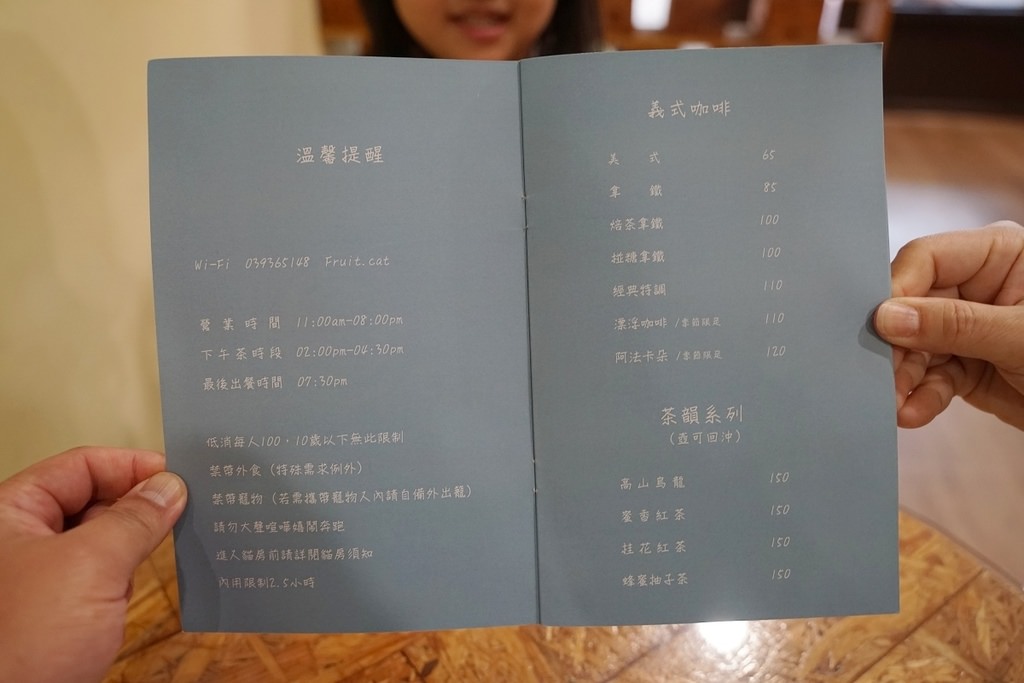 溫馨提醒
Wi-Fi 039365148 Fruit.cat
營業時間 11:00am-08:00pm
下午茶時段 02:00pm-04:30pm
最後出餐時間 07:30pm
低消每人100，10歲以下無此限制
禁帶外食（特殊需求例外）
禁帶寵物（若需攜帶寵物入內請自備外出籠）
請勿大聲喧嘩嬉鬧奔跑
進入貓房前請詳閱貓房須知
內用限制2.5小時
義式咖啡
美式 65
拿鐵 85
焙茶拿鐵 100
拉糖拿鐵 100
經典特調 110
漂浮咖啡 /季節限定 110
阿法卡朵 /季節限定 120
茶韻系列
（壺可回沖）
高山烏龍 150
蜜香紅茶 150
桂花紅茶 150
蜂蜜柚子茶 150